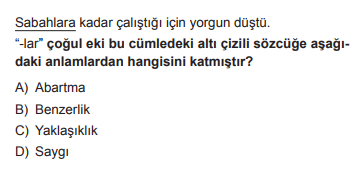 Sabahlara kadar çalıştığı için yorgun düştü.
“-lar” çoğul eki bu cümledeki altı çizili sözcüğe aşağı-
daki anlamlardan hangisini katmıştır?
A) Abartma
B) Benzerlik
C) Yaklaşıklık
D) Saygı